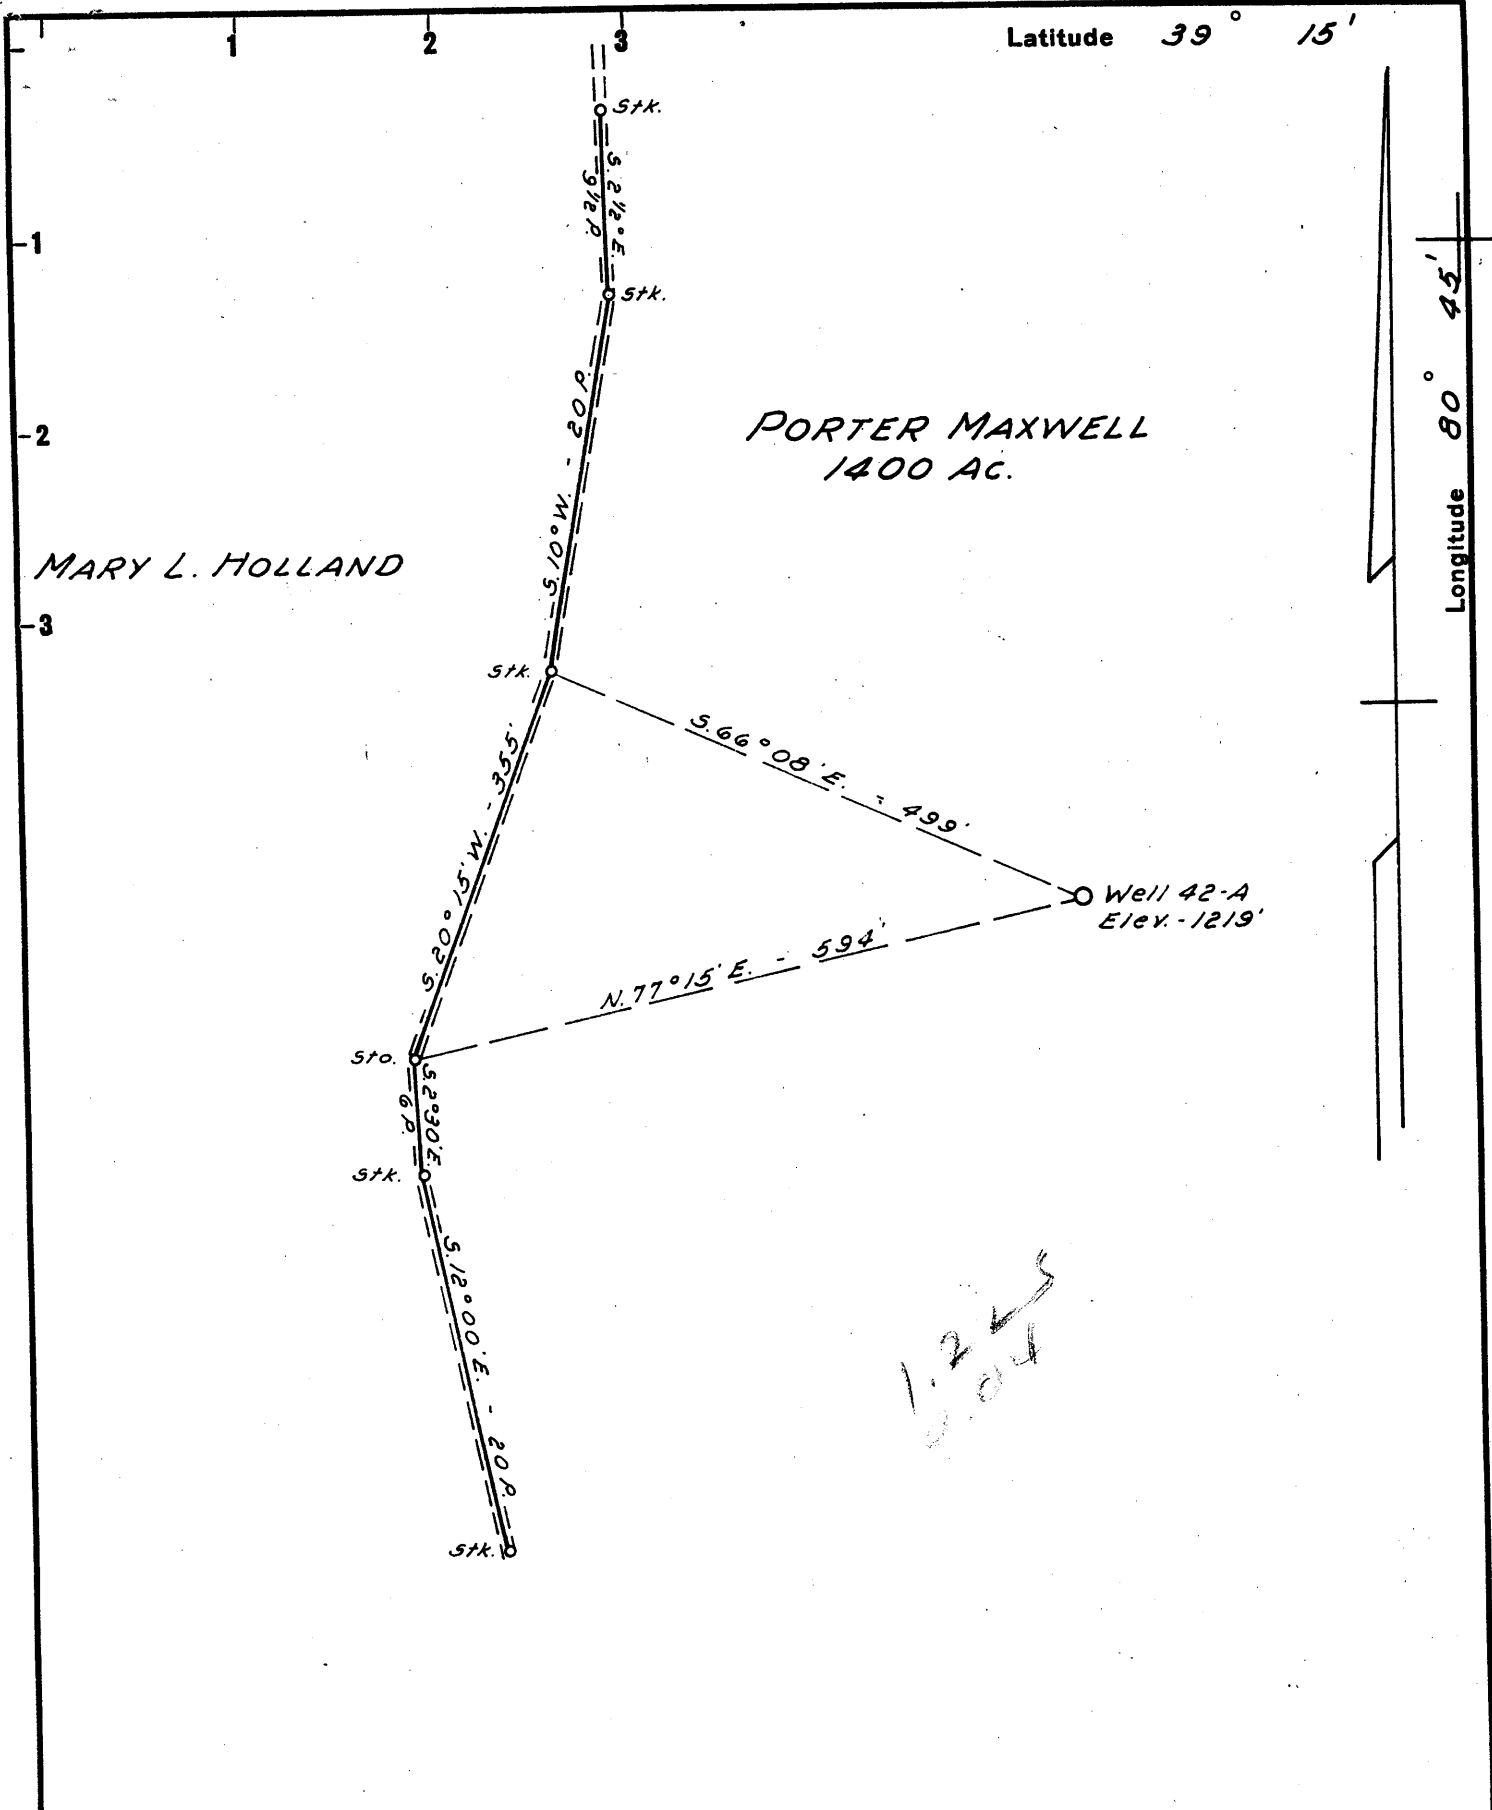 1 2 3
Latitude 39° 15'
Stk.
S. 2½° E.
9½ P.
-1
Stk.
Longitude 80° 45'
S. 10° W. - 20 P.
PORTER MAXWELL
1400 AC.
-2
MARY L. HOLLAND
-3
Stk.
S. 66° 08' E. - 499'
S. 20° 15' W. - 355'
Well 42-A
Elev. - 1219'
N. 77° 15' E. - 594'
Sto.
S. 2° 30' E.
6 P.
Stk.
S. 12° 00' E. - 20 P.
1.2
Stk.